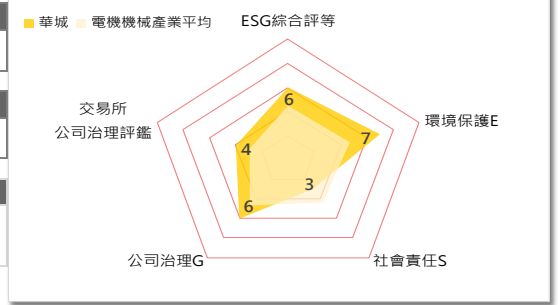 華城 電機機械產業平均
ESG綜合評等
6
交易所
公司治理評鑑
環境保護E
4
7
3
6
公司治理G
社會責任S